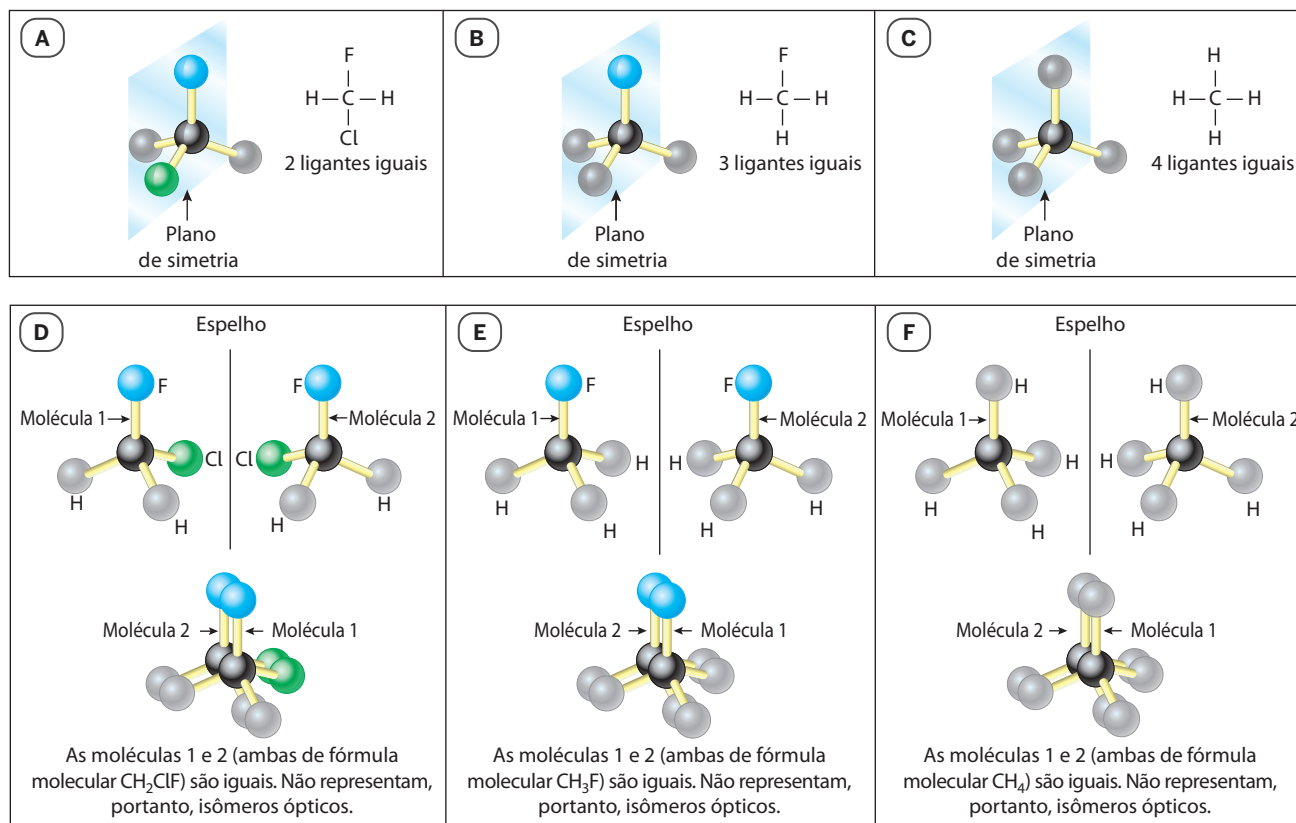 A
F
H – C – H
Cl
2 ligantes iguais
Plano
de simetria
B
F
H – C – H
H
3 ligantes iguais
Plano
de simetria
C
H
H – C – H
H
4 ligantes iguais
Plano
de simetria
D
Espelho
F
F
Molécula 1
Molécula 2
Cl
Cl
H
H
H
H
Molécula 2
Molécula 1
As moléculas 1 e 2 (ambas de fórmula
molecular CH₂ClF) são iguais. Não representam,
portanto, isômeros ópticos.
E
Espelho
F
F
Molécula 1
Molécula 2
H
H
H
H
H
H
Molécula 2
Molécula 1
As moléculas 1 e 2 (ambas de fórmula
molecular CH₃F) são iguais. Não representam,
portanto, isômeros ópticos.
F
Espelho
H
H
Molécula 1
Molécula 2
H
H
H
H
H
H
Molécula 2
Molécula 1
As moléculas 1 e 2 (ambas de fórmula
molecular CH₄) são iguais. Não representam,
portanto, isômeros ópticos.